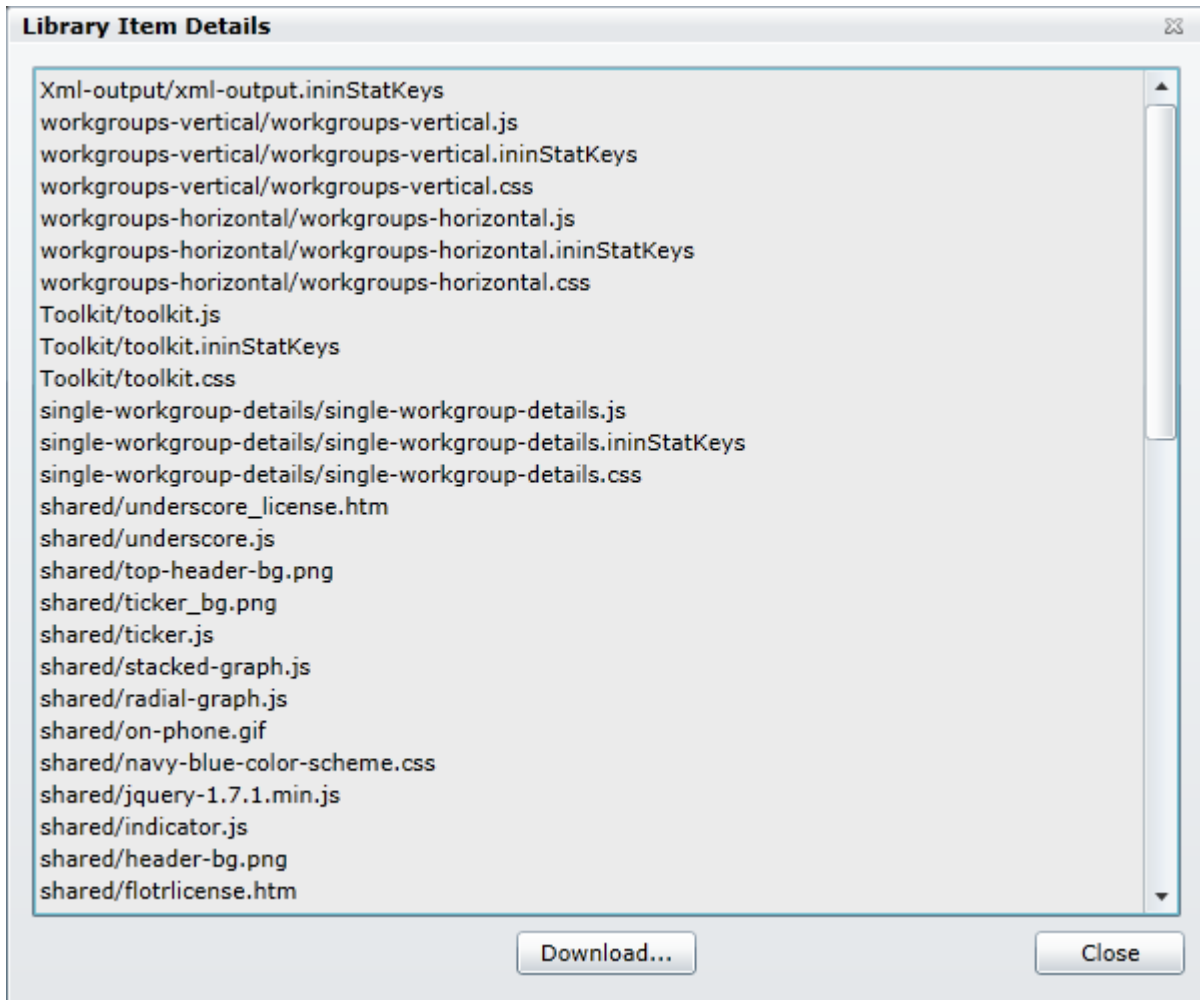 Library Item Details
Xml-output/xml-output.ininStatKeys
workgroups-vertical/workgroups-vertical.js
workgroups-vertical/workgroups-vertical.ininStatKeys
workgroups-vertical/workgroups-vertical.css
workgroups-horizontal/workgroups-horizontal.js
workgroups-horizontal/workgroups-horizontal.ininStatKeys
workgroups-horizontal/workgroups-horizontal.css
Toolkit/toolkit.js
Toolkit/toolkit.ininStatKeys
Toolkit/toolkit.css
single-workgroup-details/single-workgroup-details.js
single-workgroup-details/single-workgroup-details.ininStatKeys
single-workgroup-details/single-workgroup-details.css
shared/underscore_license.htm
shared/underscore.js
shared/top-header-bg.png
shared/ticker_bg.png
shared/ticker.js
shared/stacked-graph.js
shared/radial-graph.js
shared/on-phone.gif
shared/navy-blue-color-scheme.css
shared/jquery-1.7.1.min.js
shared/indicator.js
shared/header-bg.png
shared/flotrlicense.htm
Download... Close